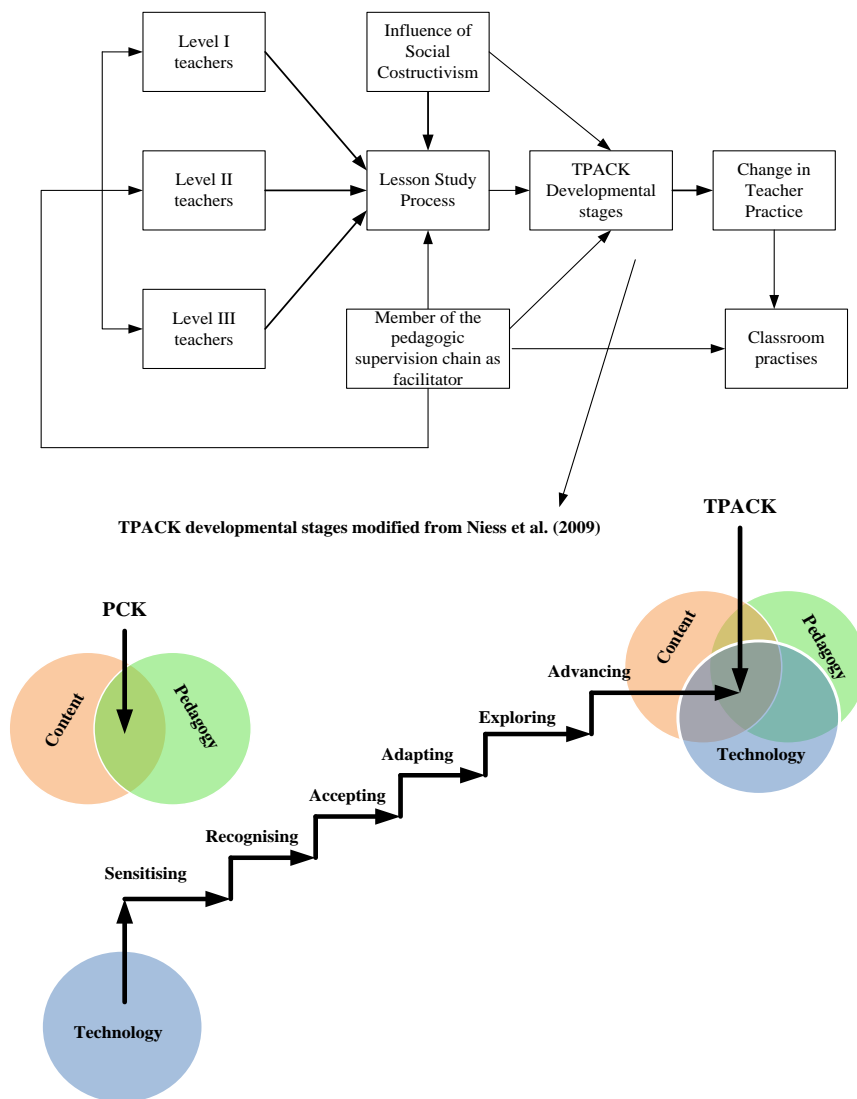 Level I
teachers
Influence of
Social
Costructivism
Level II
teachers
Lesson Study
Process
TPACK
Developmental
stages
Change in
Teacher
Practice
Level III
teachers
Member of the
pedagogic
supervision chain as
facilitator
Classroom
practises
TPACK developmental stages modified from Niess et al. (2009)
TPACK
PCK
Content
Pedagogy
Content
Pedagogy
Technology
Advancing
Exploring
Adapting
Accepting
Recognising
Sensitising
Technology